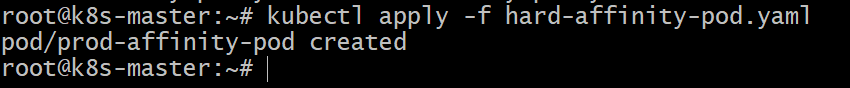 root@k8s-master:~# kubectl apply -f hard-affinity-pod.yaml
pod/prod-affinity-pod created
root@k8s-master:~#